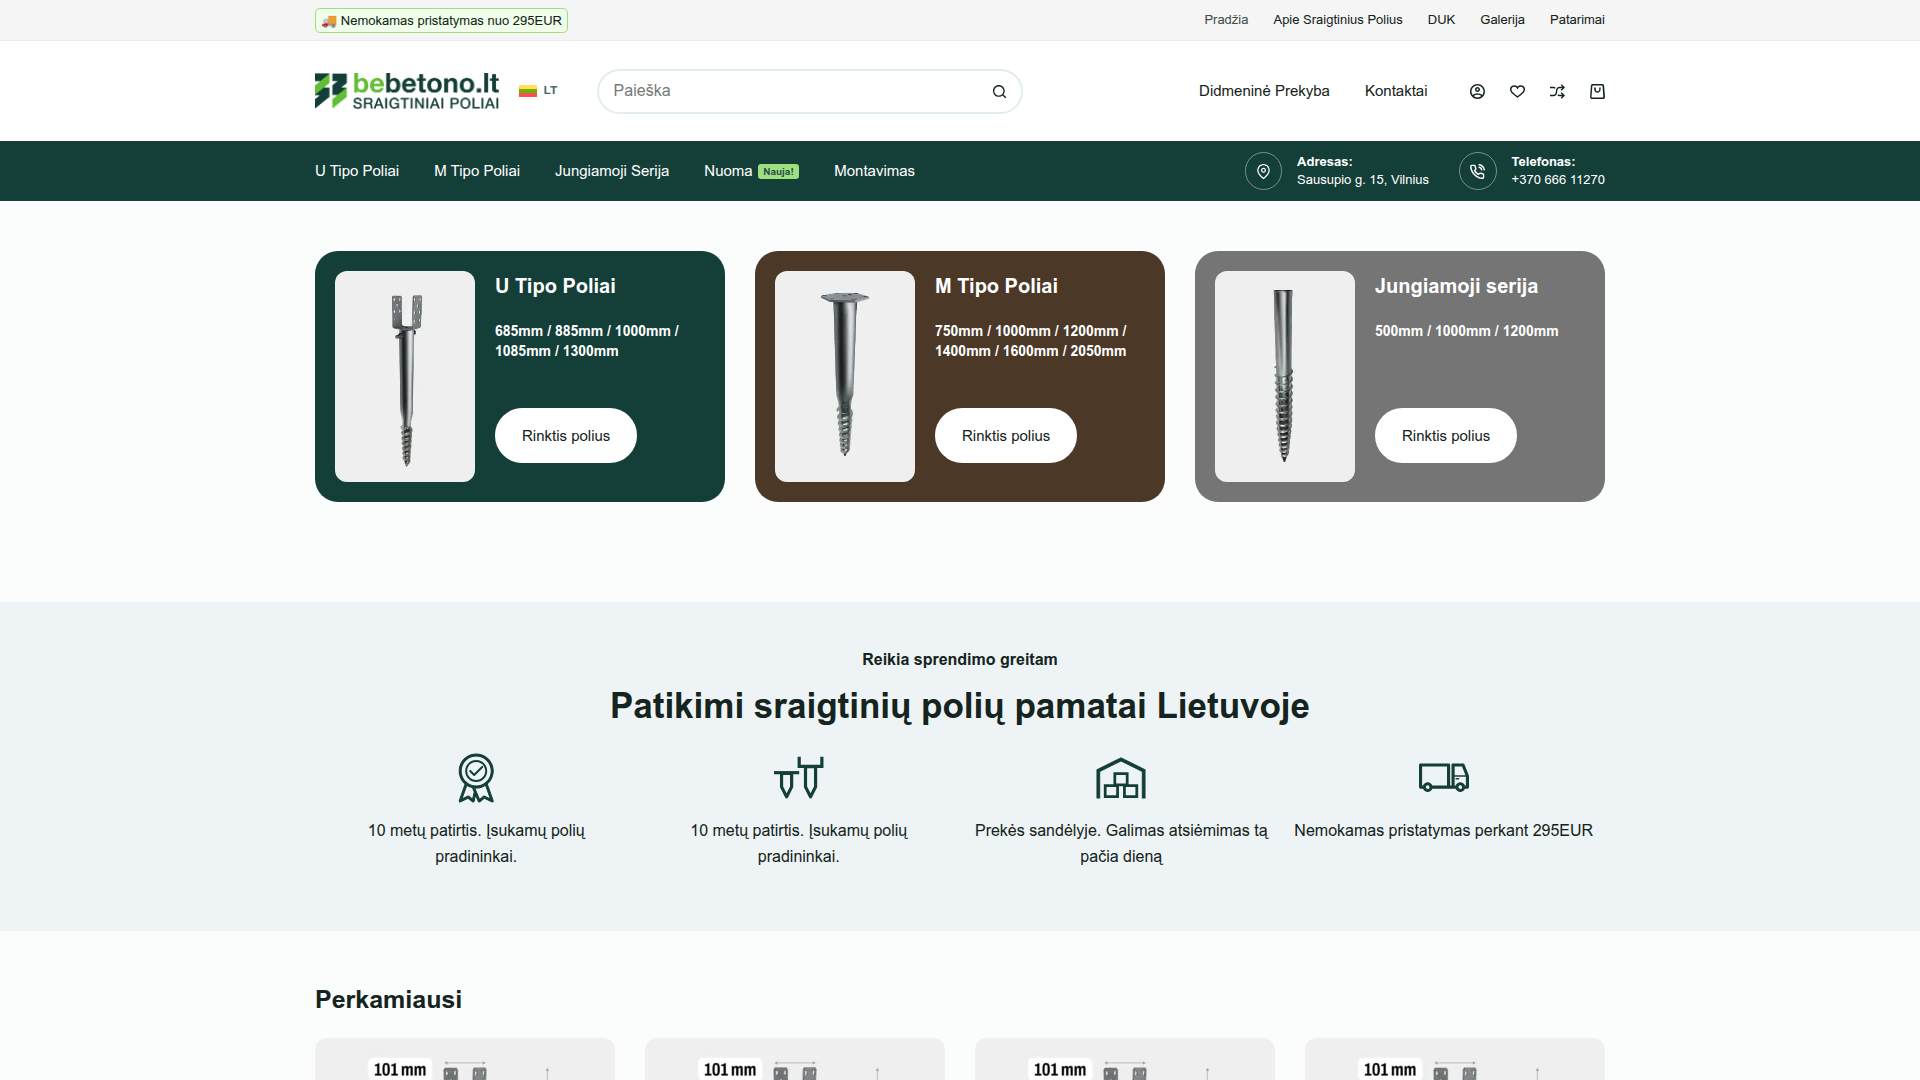 🚚 Nemokamas pristatymas nuo 295EUR
Pradžia
Apie Sraigtinius Polius
DUK
Galerija
Patarimai
bebetono.lt
SRAIGTINIAI POLIAI
LT
Paieška
Didmeninė Prekyba
Kontaktai
U Tipo Poliai
M Tipo Poliai
Jungiamoji Serija
Nuoma Nauja!
Montavimas
Adresas:
Sausupio g. 15, Vilnius
Telefonas:
+370 666 11270
U Tipo Poliai
685mm / 885mm / 1000mm /
1085mm / 1300mm
Rinktis polius
M Tipo Poliai
750mm / 1000mm / 1200mm /
1400mm / 1600mm / 2050mm
Rinktis polius
Jungiamoji serija
500mm / 1000mm / 1200mm
Rinktis polius
Reikia sprendimo greitam
Patikimi sraigtinių polių pamatai Lietuvoje
10 metų patirtis. Įsukamų polių
pradininkai.
10 metų patirtis. Įsukamų polių
pradininkai.
Prekės sandėlyje. Galimas atsiėmimas tą
pačia dieną
Nemokamas pristatymas perkant 295EUR
Perkamiausi
101 mm
101 mm
101 mm
101 mm